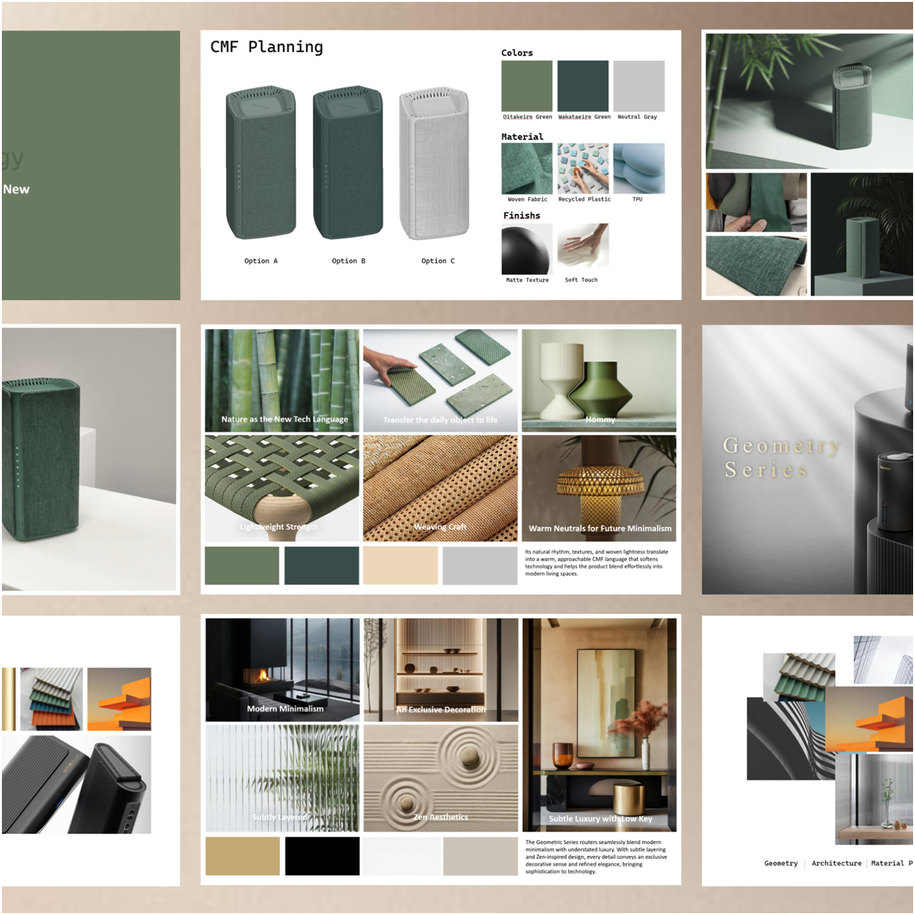 gy
New
CMF Planning
Option A
Option B
Option C
Colors
Oitakeiro Green
Wakataeiro Green
Neutral Gray
Material
Woven Fabric
Recycled Plastic
TPU
Finishs
Matte Texture
Soft Touch
Nature as the New Tech Language
Transfer the daily object to life
Hommy
Lightweight Strength
Weaving Craft
Warm Neutrals for Future Minimalism
Its natural rhythm, textures, and woven lightness translate
into a warm, approachable CMF language that softens
technology and helps the product blend effortlessly into
modern living spaces.
Geometry
Series
Modern Minimalism
An Exclusive Decoration
Subtly Layered
Zen Aesthetics
Subtle Luxury with Low Key
The Geometric Series routers seamlessly blend modern
minimalism with understated luxury. With subtle layering
and Zen-inspired design, every detail conveys an exclusive
decorative sense and refined elegance, bringing
sophistication to technology.
Geometry | Architecture | Material P